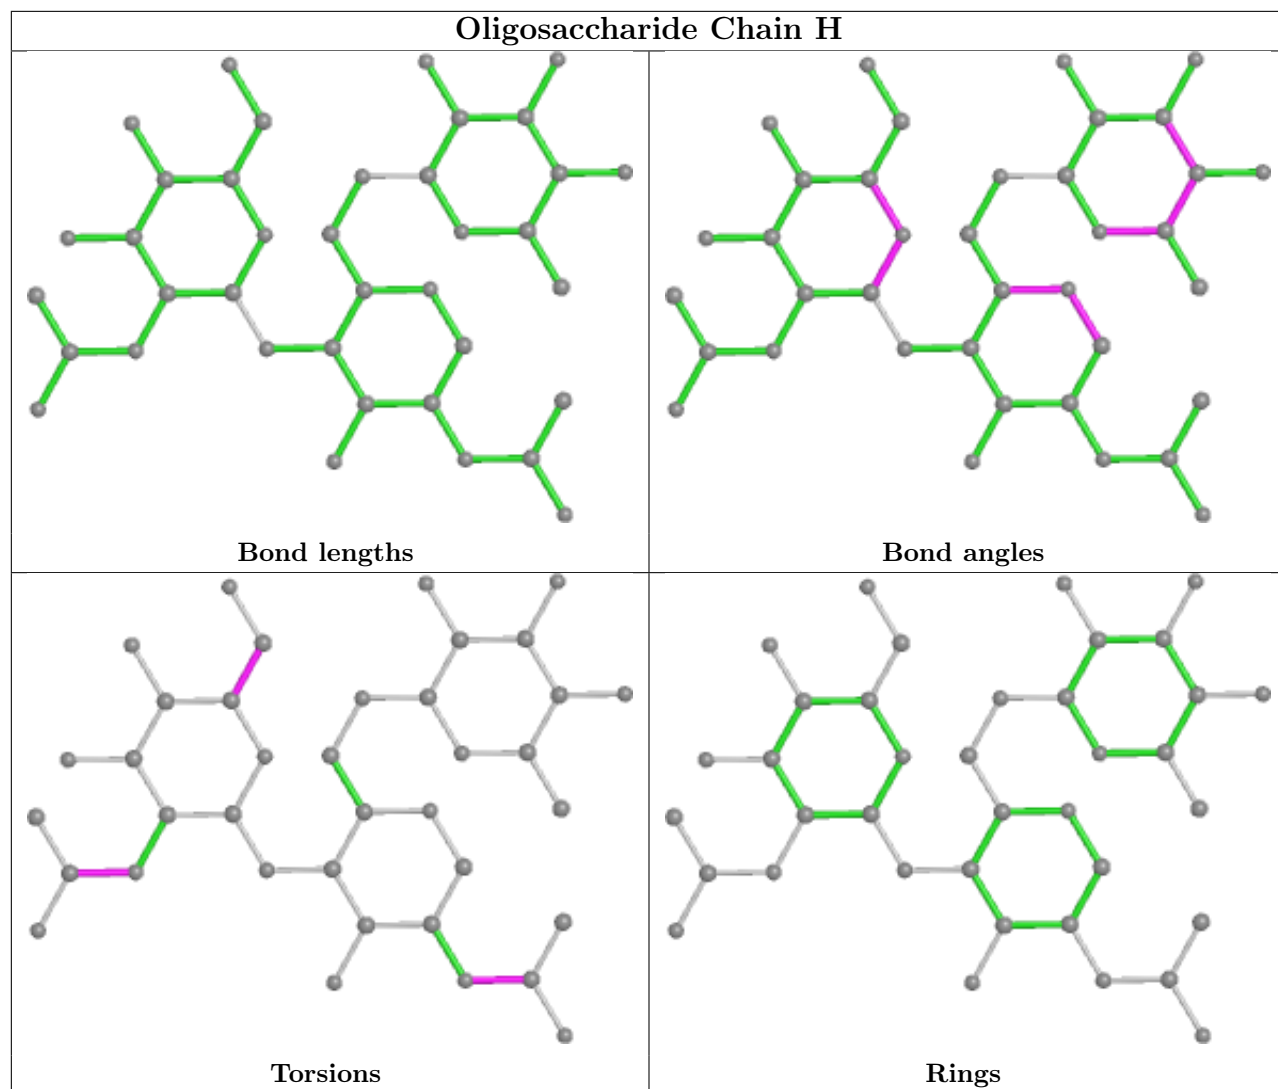 Oligosaccharide Chain H
Bond lengths
Bond angles
Torsions
Rings